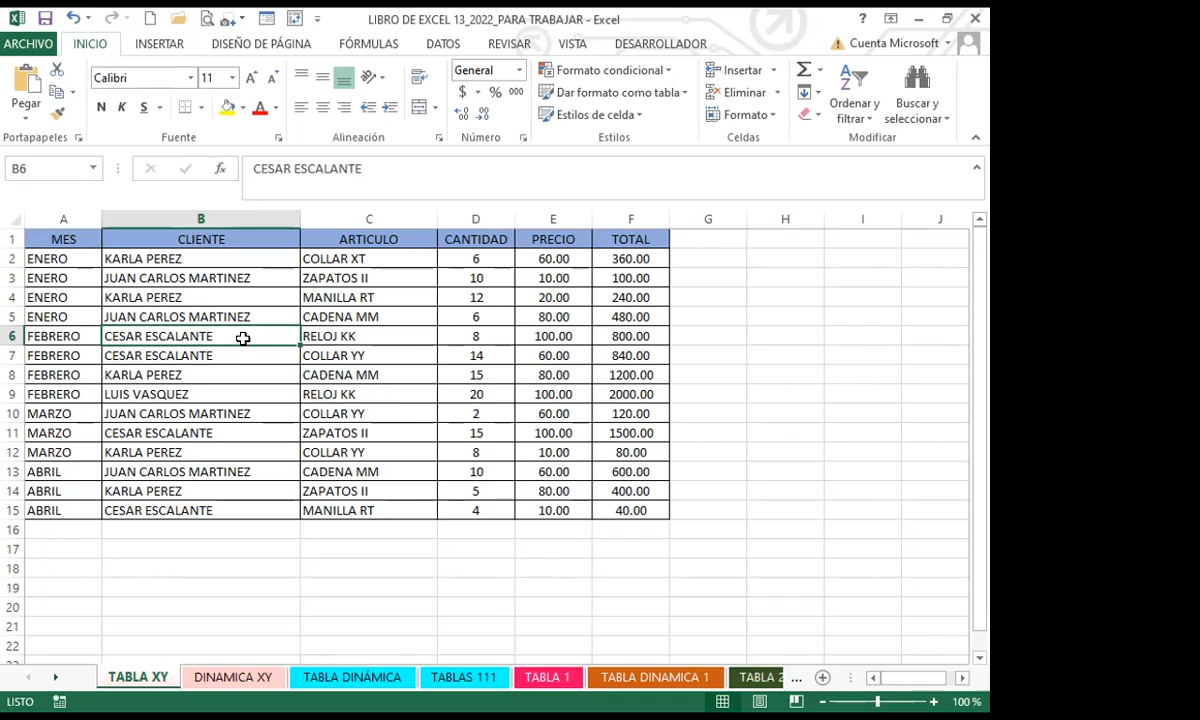 LIBRO DE EXCEL 13_2022_PARA TRABAJAR - Excel
ARCHIVO INICIO INSERTAR DISEÑO DE PÁGINA FÓRMULAS DATOS REVISAR VISTA DESARROLLADOR Cuenta Microsoft
Pegar
Calibri 11
N K S
General
$ % 000
Formato condicional
Dar formato como tabla
Estilos de celda
Insertar
Eliminar
Formato
Ordenar y filtrar
Buscar y seleccionar
Portapapeles Fuente Alineación Número Estilos Celdas Modificar
B6 fx CESAR ESCALANTE
A B C D E F G H I J
1 MES CLIENTE ARTICULO CANTIDAD PRECIO TOTAL
2 ENERO KARLA PEREZ COLLAR XT 6 60.00 360.00
3 ENERO JUAN CARLOS MARTINEZ ZAPATOS II 10 10.00 100.00
4 ENERO KARLA PEREZ MANILLA RT 12 20.00 240.00
5 ENERO JUAN CARLOS MARTINEZ CADENA MM 6 80.00 480.00
6 FEBRERO CESAR ESCALANTE RELOJ KK 8 100.00 800.00
7 FEBRERO CESAR ESCALANTE COLLAR YY 14 60.00 840.00
8 FEBRERO KARLA PEREZ CADENA MM 15 80.00 1200.00
9 FEBRERO LUIS VASQUEZ RELOJ KK 20 100.00 2000.00
10 MARZO JUAN CARLOS MARTINEZ COLLAR YY 2 60.00 120.00
11 MARZO CESAR ESCALANTE ZAPATOS II 15 100.00 1500.00
12 MARZO KARLA PEREZ COLLAR YY 8 10.00 80.00
13 ABRIL JUAN CARLOS MARTINEZ CADENA MM 10 60.00 600.00
14 ABRIL KARLA PEREZ ZAPATOS II 5 80.00 400.00
15 ABRIL CESAR ESCALANTE MANILLA RT 4 10.00 40.00
16
17
18
19
20
21
22
TABLA XY DINAMICA XY TABLA DINÁMICA TABLAS 111 TABLA 1 TABLA DINAMICA 1 TABLA 2 ...
LISTO 100 %